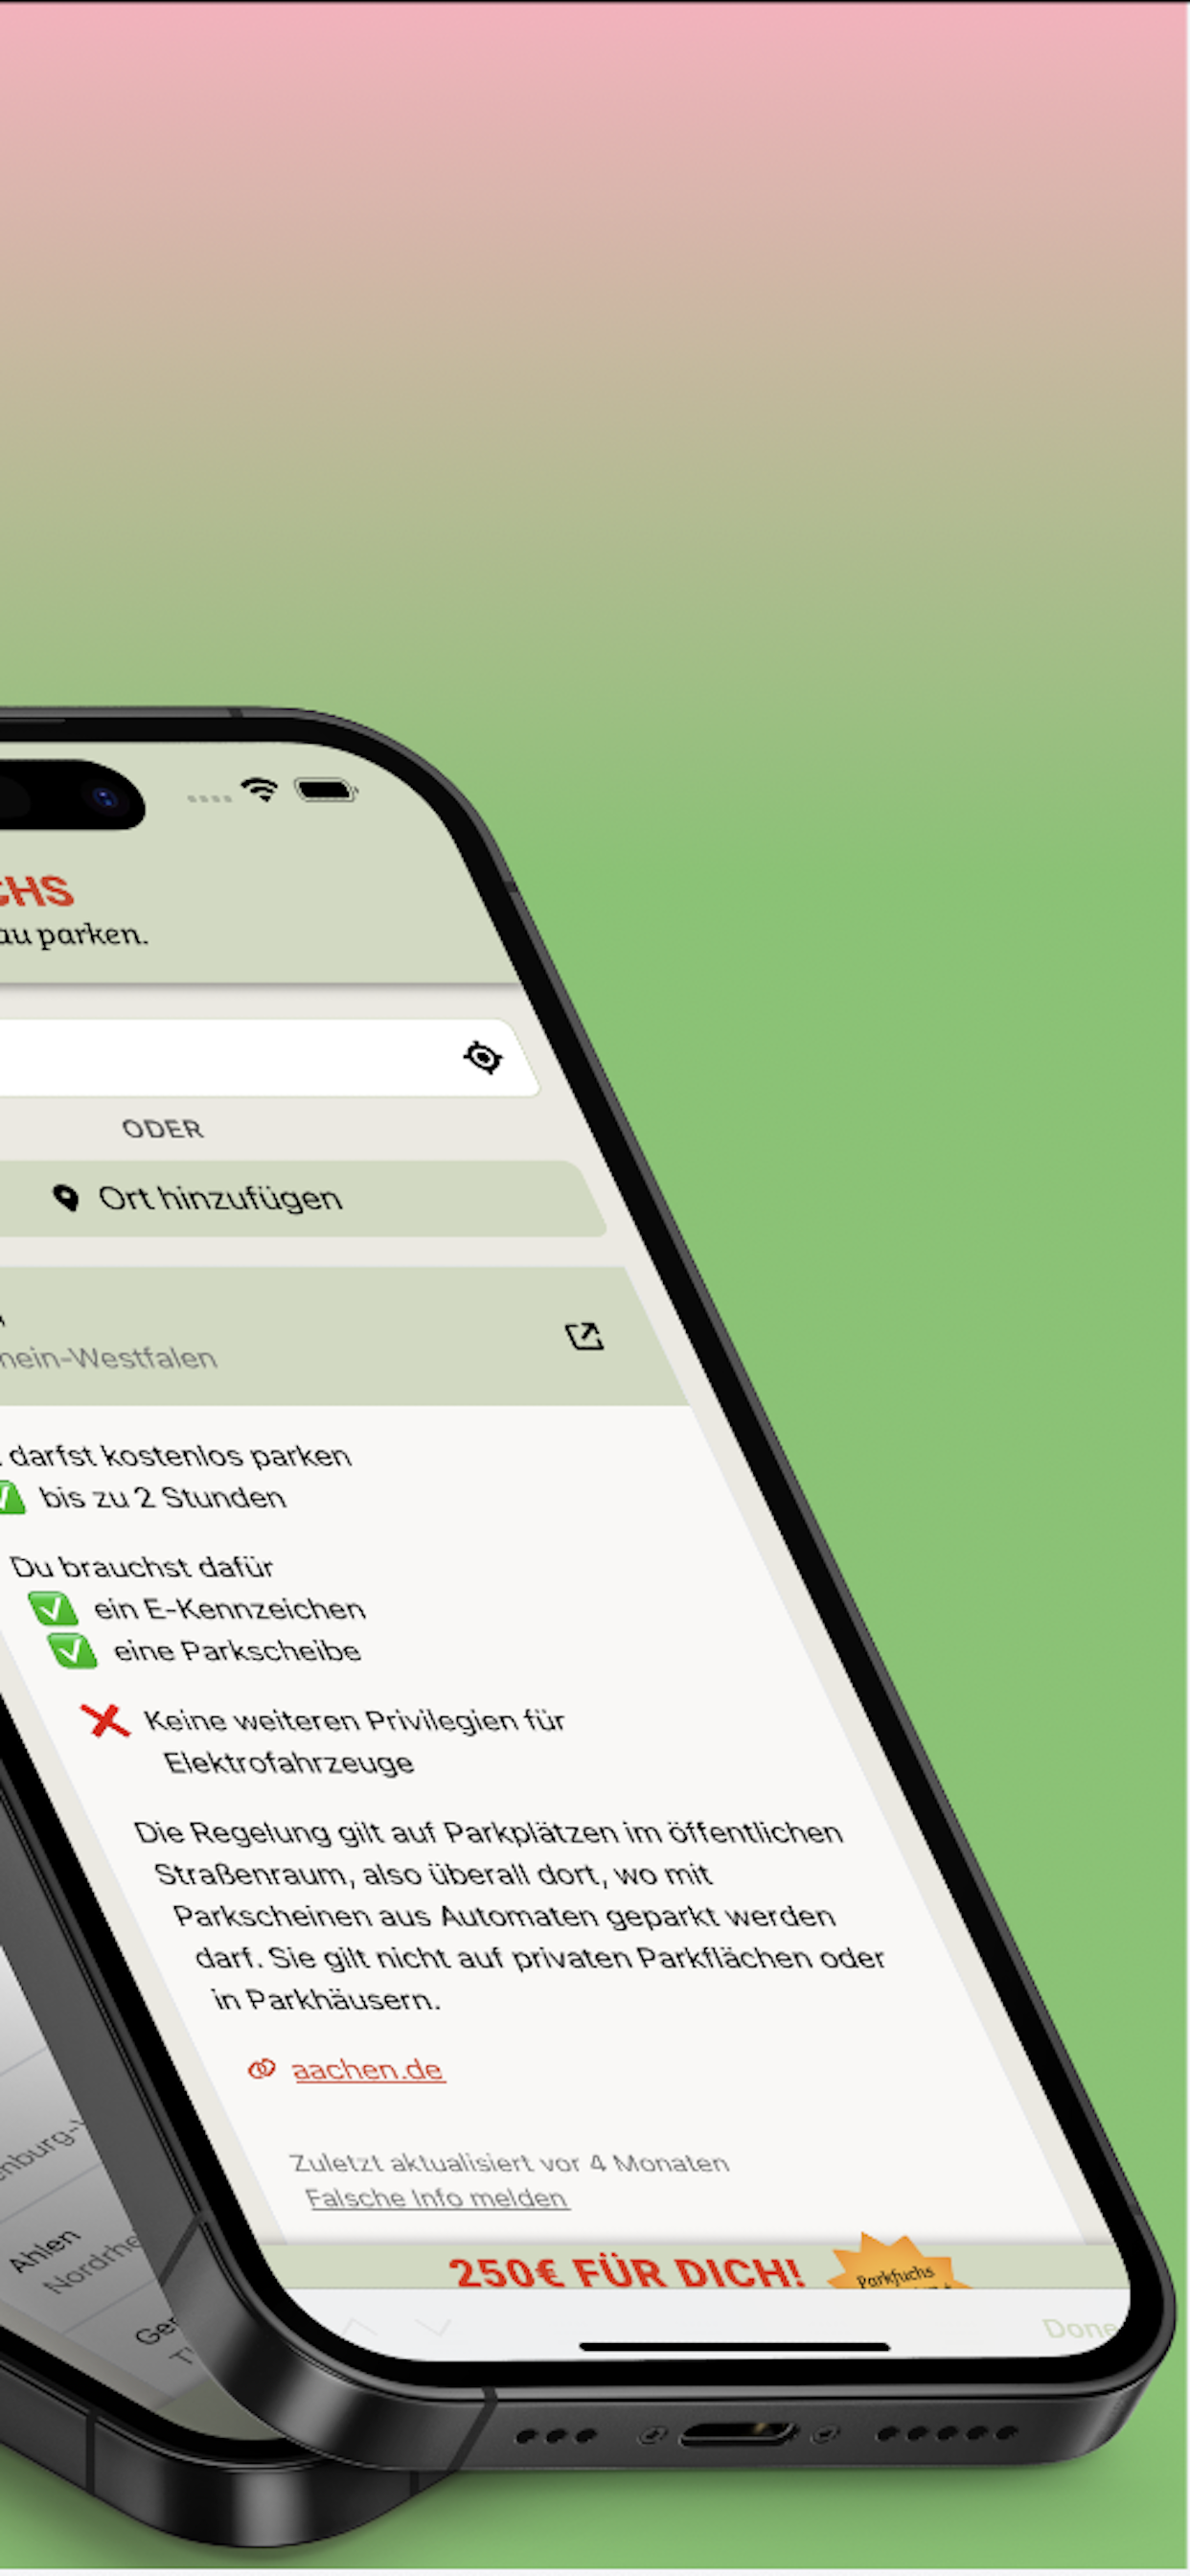 CHS
au parken.
ODER
Ort hinzufügen
hein-Westfalen
darfst kostenlos parken
bis zu 2 Stunden
Du brauchst dafür
ein E-Kennzeichen
eine Parkscheibe
Keine weiteren Privilegien für
Elektrofahrzeuge
Die Regelung gilt auf Parkplätzen im öffentlichen
Straßenraum, also überall dort, wo mit
Parkscheinen aus Automaten geparkt werden
darf. Sie gilt nicht auf privaten Parkflächen oder
in Parkhäusern.
aachen.de
Zuletzt aktualisiert vor 4 Monaten
Falsche Info melden
250€ FÜR DICH!
Parkfuchs
Done
nburg-V
Ahlen
Nordrhe
Ger
T